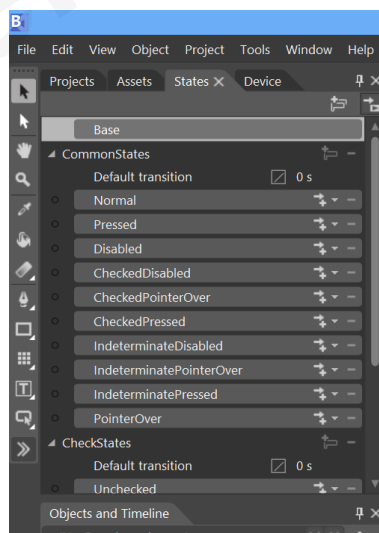 B
File Edit View Object Project Tools Window Help
Projects Assets States Device
Base
CommonStates
Default transition 0 s
Normal
Pressed
Disabled
CheckedDisabled
CheckedPointerOver
CheckedPressed
IndeterminateDisabled
IndeterminatePointerOver
IndeterminatePressed
PointerOver
CheckStates
Default transition 0 s
Unchecked
Objects and Timeline